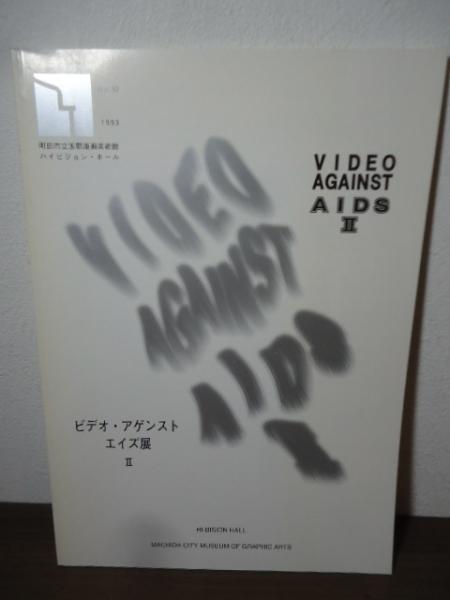 1993
町田市立国際版画美術館
ハイビジョン・ホール
VIDEO
AGAINST
AIDS
II
VIDEO
AGAINST
AIDS
II
ビデオ・アゲンスト
エイズ展
II
HI-VISION HALL
MACHIDA CITY MUSEUM OF GRAPHIC ARTS